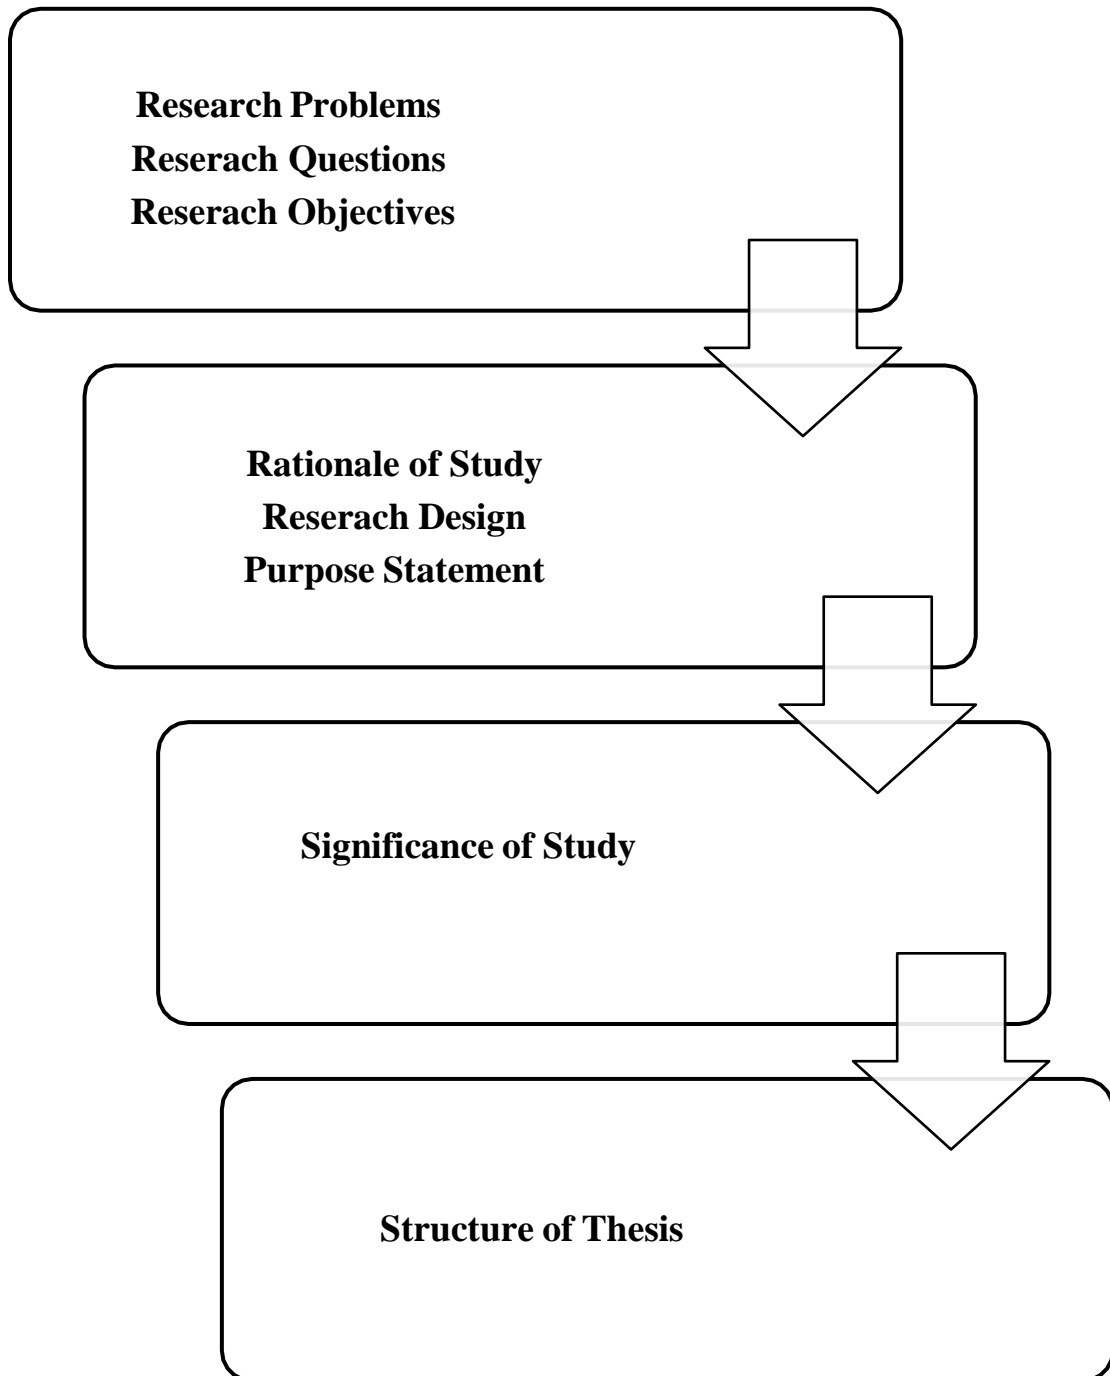 Research Problems
Reserach Questions
Reserach Objectives
Rationale of Study
Reserach Design
Purpose Statement
Significance of Study
Structure of Thesis